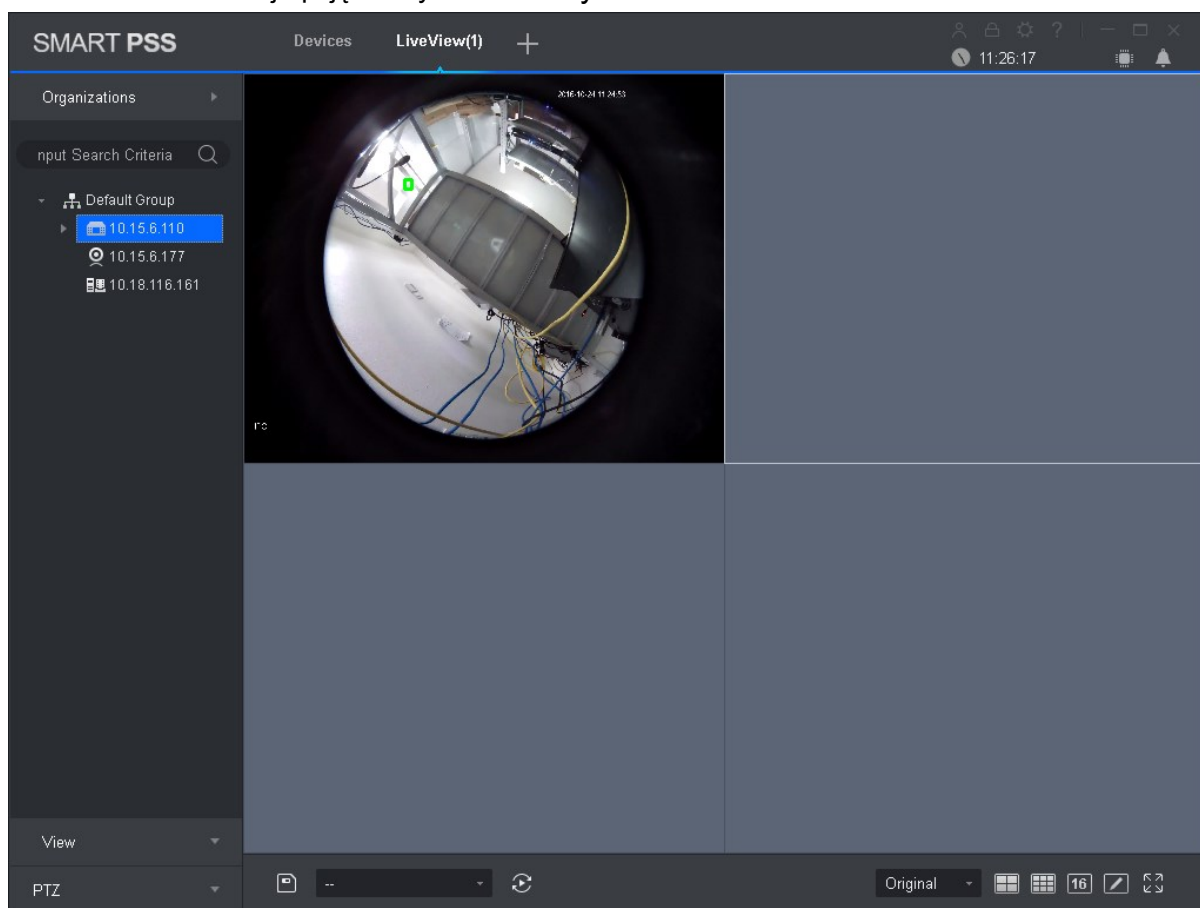 SMART PSS
Devices
LiveView(1)
11:26:17
Organizations
nput Search Criteria
Default Group
10.15.6.110
10.15.6.177
10.18.116.161
2016-10-24 11:24:53
View
PTZ
--
Original
16